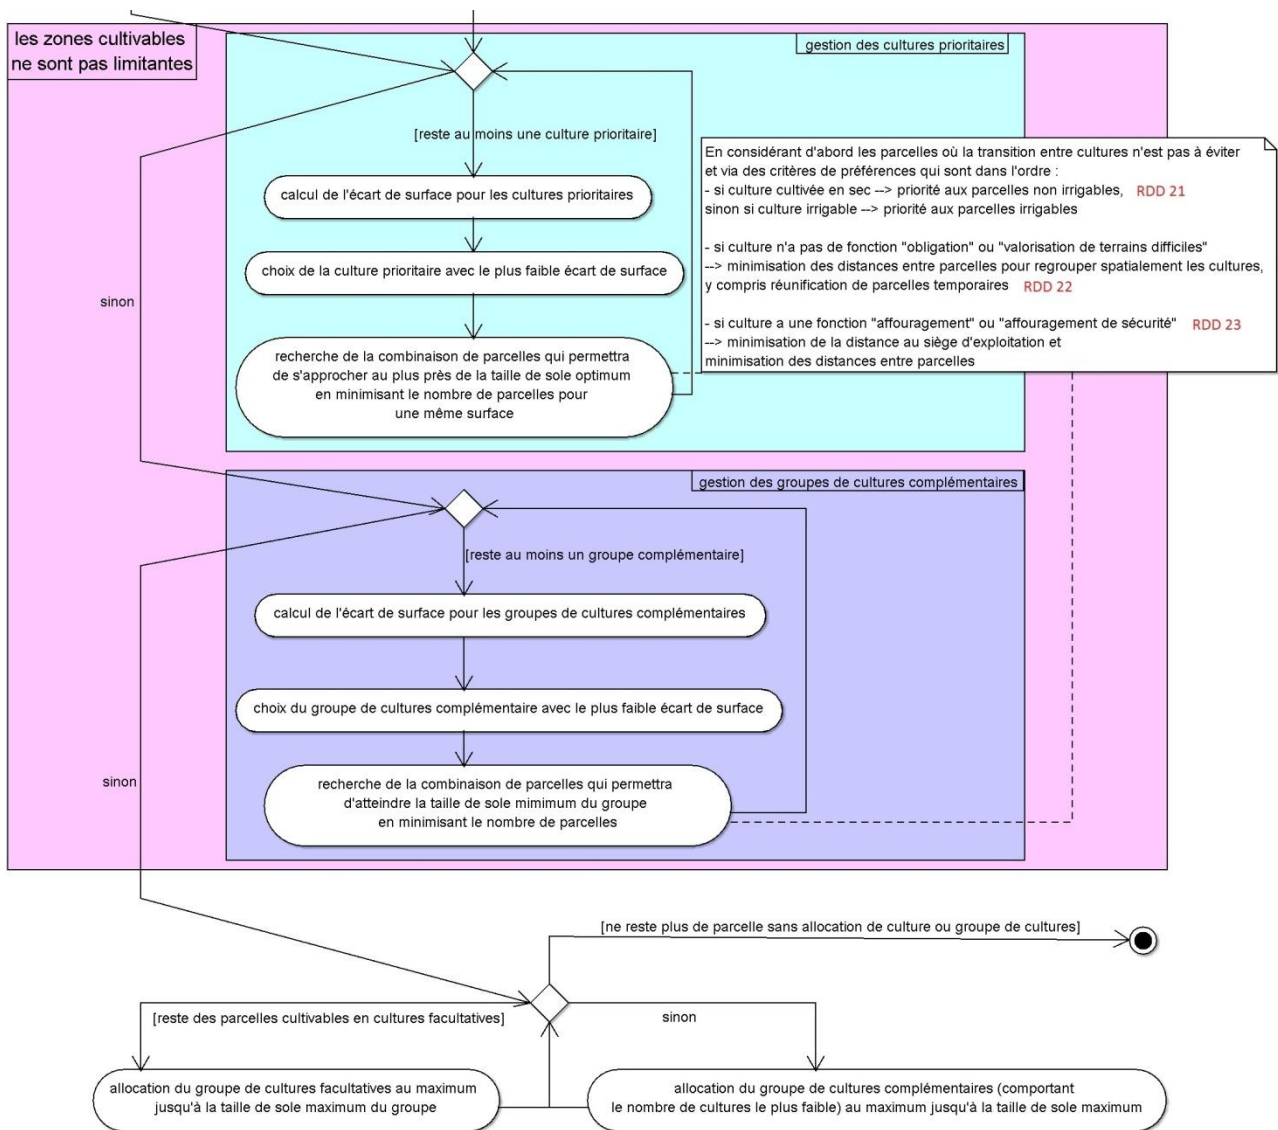 les zones cultivables
ne sont pas limitantes
gestion des cultures prioritaires
[reste au moins une culture prioritaire]
calcul de l'écart de surface pour les cultures prioritaires
choix de la culture prioritaire avec le plus faible écart de surface
sinon
recherche de la combinaison de parcelles qui permettra
de s'approcher au plus près de la taille de sole optimum
en minimisant le nombre de parcelles pour
une même surface
En considérant d'abord les parcelles où la transition entre cultures n'est pas à éviter
et via des critères de préférences qui sont dans l'ordre :
- si culture cultivée en sec --> priorité aux parcelles non irrigables, RDD 21
sinon si culture irrigable --> priorité aux parcelles irrigables
- si culture n'a pas de fonction "obligation" ou "valorisation de terrains difficiles"
--> minimisation des distances entre parcelles pour regrouper spatialement les cultures,
y compris réunification de parcelles temporaires RDD 22
- si culture a une fonction "affouragement" ou "affouragement de sécurité" RDD 23
--> minimisation de la distance au siège d'exploitation et
minimisation des distances entre parcelles
gestion des groupes de cultures complémentaires
[reste au moins un groupe complémentaire]
calcul de l'écart de surface pour les groupes de cultures complémentaires
choix du groupe de cultures complémentaire avec le plus faible écart de surface
sinon
recherche de la combinaison de parcelles qui permettra
d'atteindre la taille de sole mimimum du groupe
en minimisant le nombre de parcelles
[ne reste plus de parcelle sans allocation de culture ou groupe de cultures]
[reste des parcelles cultivables en cultures facultatives]
sinon
allocation du groupe de cultures facultatives au maximum
jusqu'à la taille de sole maximum du groupe
allocation du groupe de cultures complémentaires (comportant
le nombre de cultures le plus faible) au maximum jusqu'à la taille de sole maximum